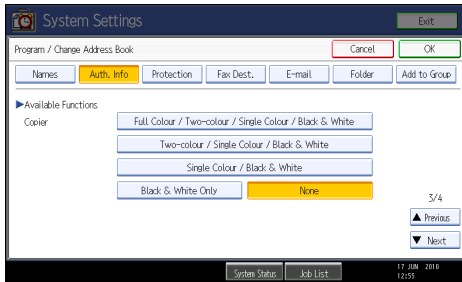 System Settings
Exit
Program / Change Address Book
Cancel
OK
Names
Auth. Info
Protection
Fax Dest.
E-mail
Folder
Add to Group
▶Available Functions
Copier
Full Colour / Two-colour / Single Colour / Black & White
Two-colour / Single Colour / Black & White
Single Colour / Black & White
Black & White Only
None
3/4
▲ Previous
▼ Next
System Status
Job List
17 JUN 2010
12:55